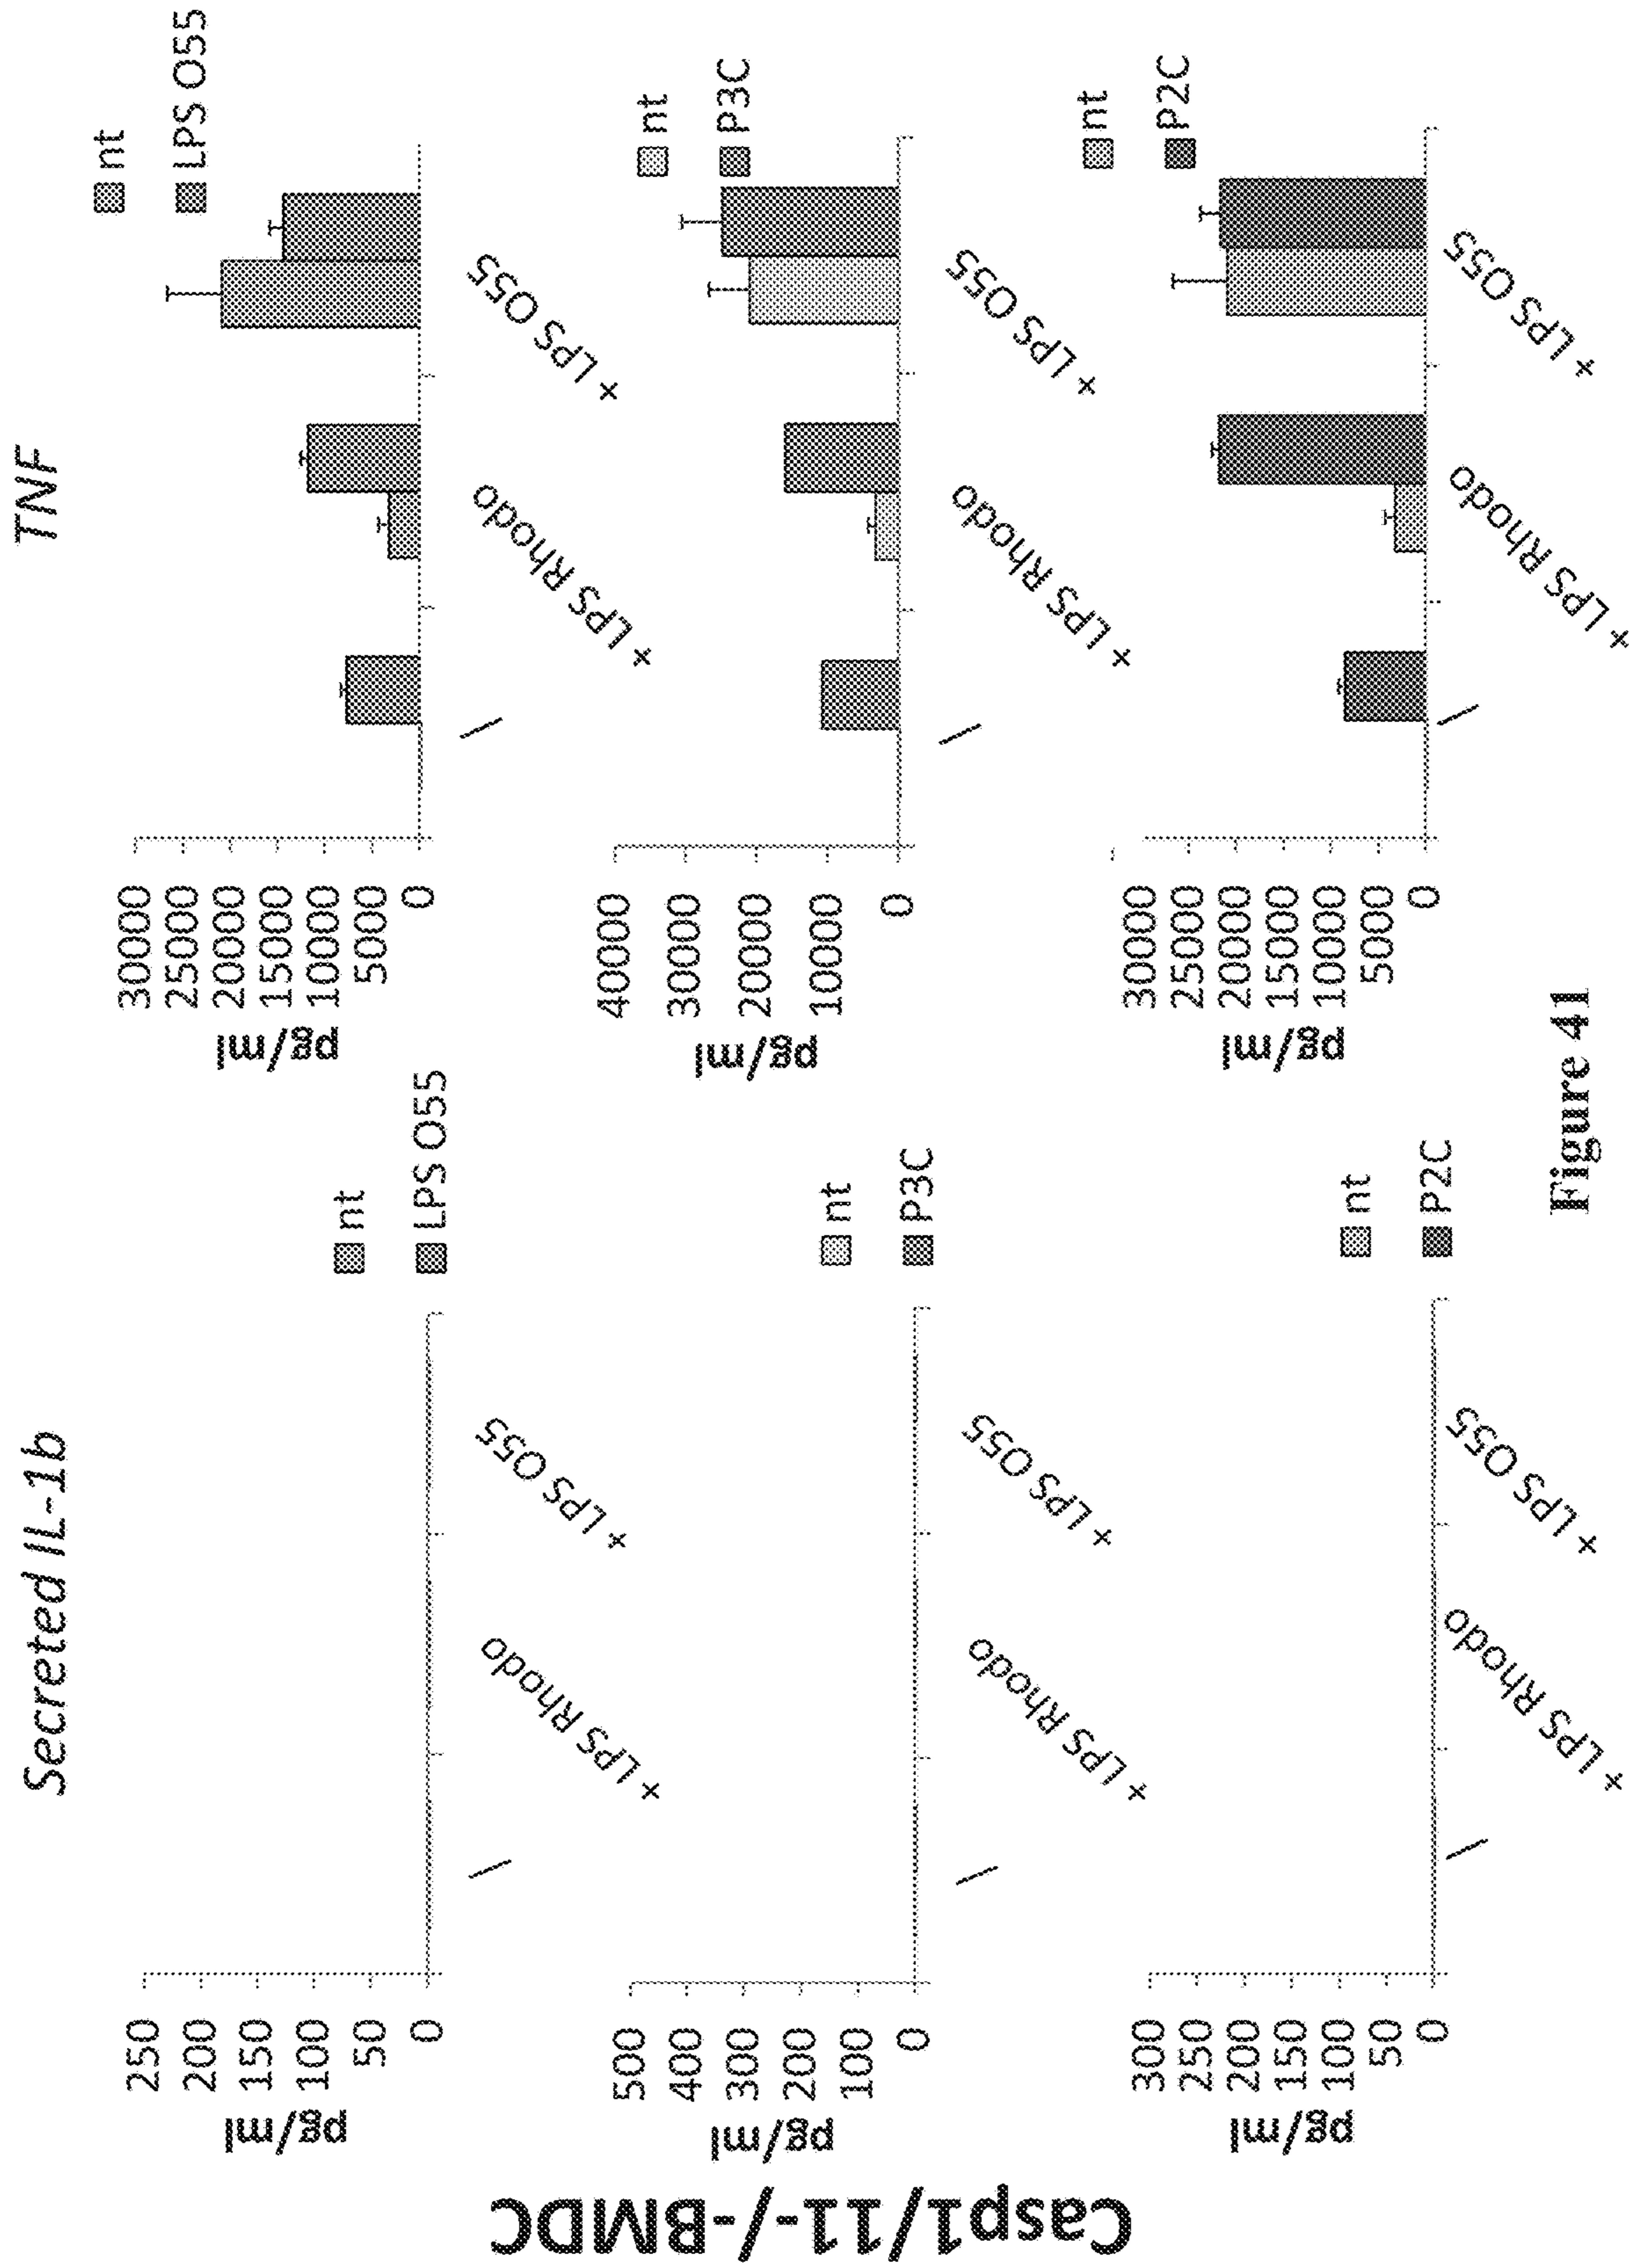 Casp1/11-/-BMDC
Secreted IL-1b
TNF
pg/ml
250
200
150
100
50
0
/
+ LPS Rhodo
+ LPS O55
nt
LPS O55
pg/ml
30000
25000
20000
15000
10000
5000
0
/
+ LPS Rhodo
+ LPS O55
nt
LPS O55
pg/ml
500
400
300
200
100
0
/
+ LPS Rhodo
+ LPS O55
nt
P3C
pg/ml
40000
30000
20000
10000
0
/
+ LPS Rhodo
+ LPS O55
nt
P3C
pg/ml
300
250
200
150
100
50
0
/
+ LPS Rhodo
+ LPS O55
nt
P2C
pg/ml
30000
25000
20000
15000
10000
5000
0
/
+ LPS Rhodo
+ LPS O55
nt
P2C
Figure 41